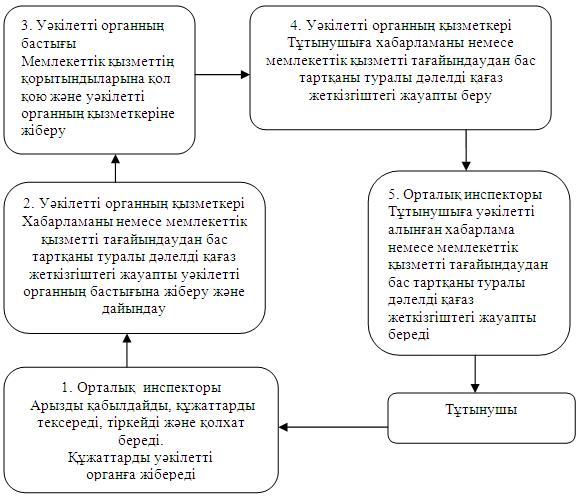 3. Уәкілетті органның
бастығы
Мемлекеттік қызметтің
қорытындыларына қол
қою және уәкілетті
органның қызметкеріне
жіберу
4. Уәкілетті органның қызметкері
Тұтынушыға хабарламаны немесе
мемлекеттік қызметті тағайындаудан бас
тартқаны туралы дәлелді қағаз
жеткізгіштегі жауапты беру
2. Уәкілетті органның қызметкері
Хабарламаны немесе мемлекеттік
қызметті тағайындаудан бас
тартқаны туралы дәлелді қағаз
жеткізгіштегі жауапты уәкілетті
органның бастығына жіберу және
дайындау
5. Орталық инспекторы
Тұтынушыға уәкілетті
алынған хабарлама
немесе мемлекеттік
қызметті тағайындаудан
бас тартқаны туралы
дәлелді қағаз
жеткізгіштегі жауапты
береді
1. Орталық инспекторы
Арызды қабылдайды, құжаттарды
тексереді, тіркейді және қолхат
береді.
Құжаттарды уәкілетті
органға жібереді
Тұтынушы